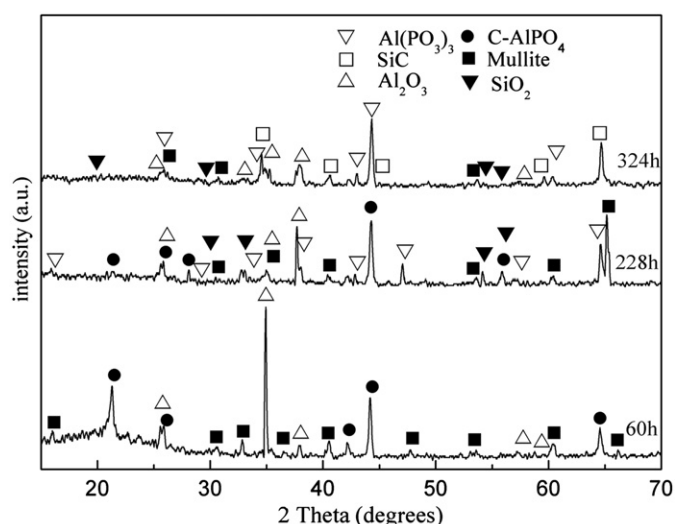 Al(PO₃)₃ C-AlPO₄
SiC Mullite
Al₂O₃ SiO₂
324h
228h
60h
intensity (a.u.)
20 30 40 50 60 70
2 Theta (degrees)